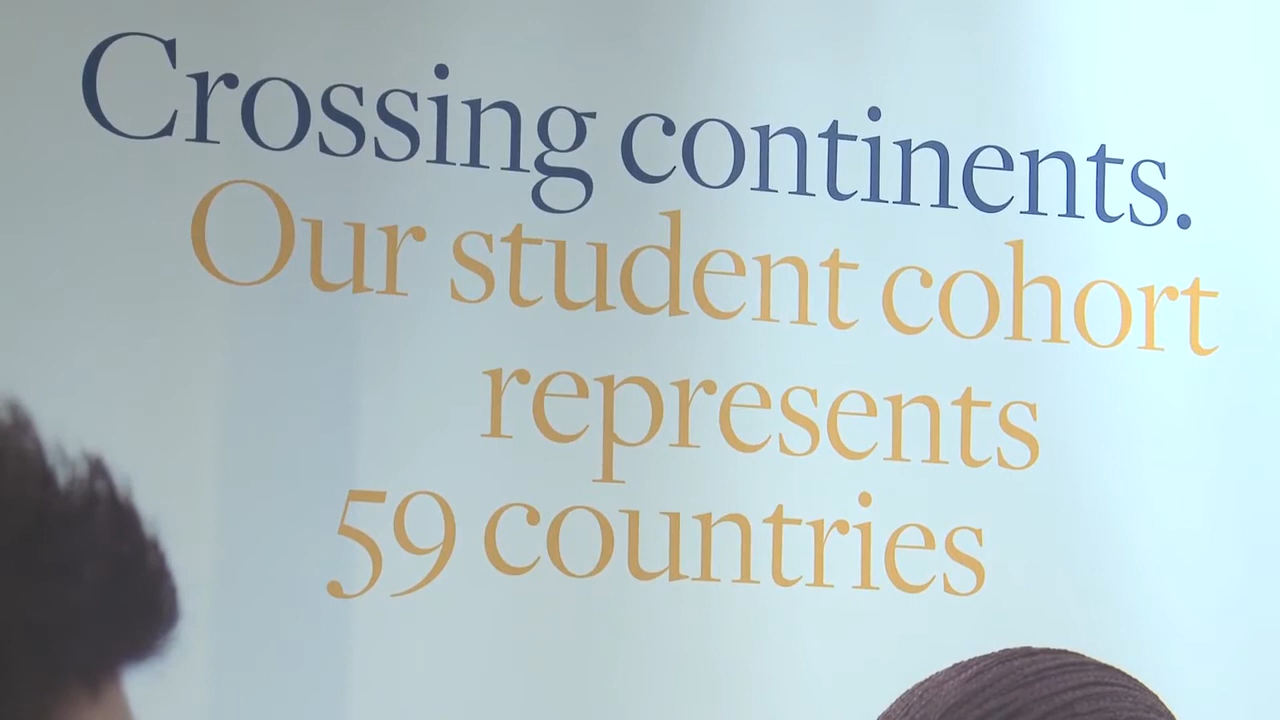 Crossing continents.
Our student cohort
represents
59 countries